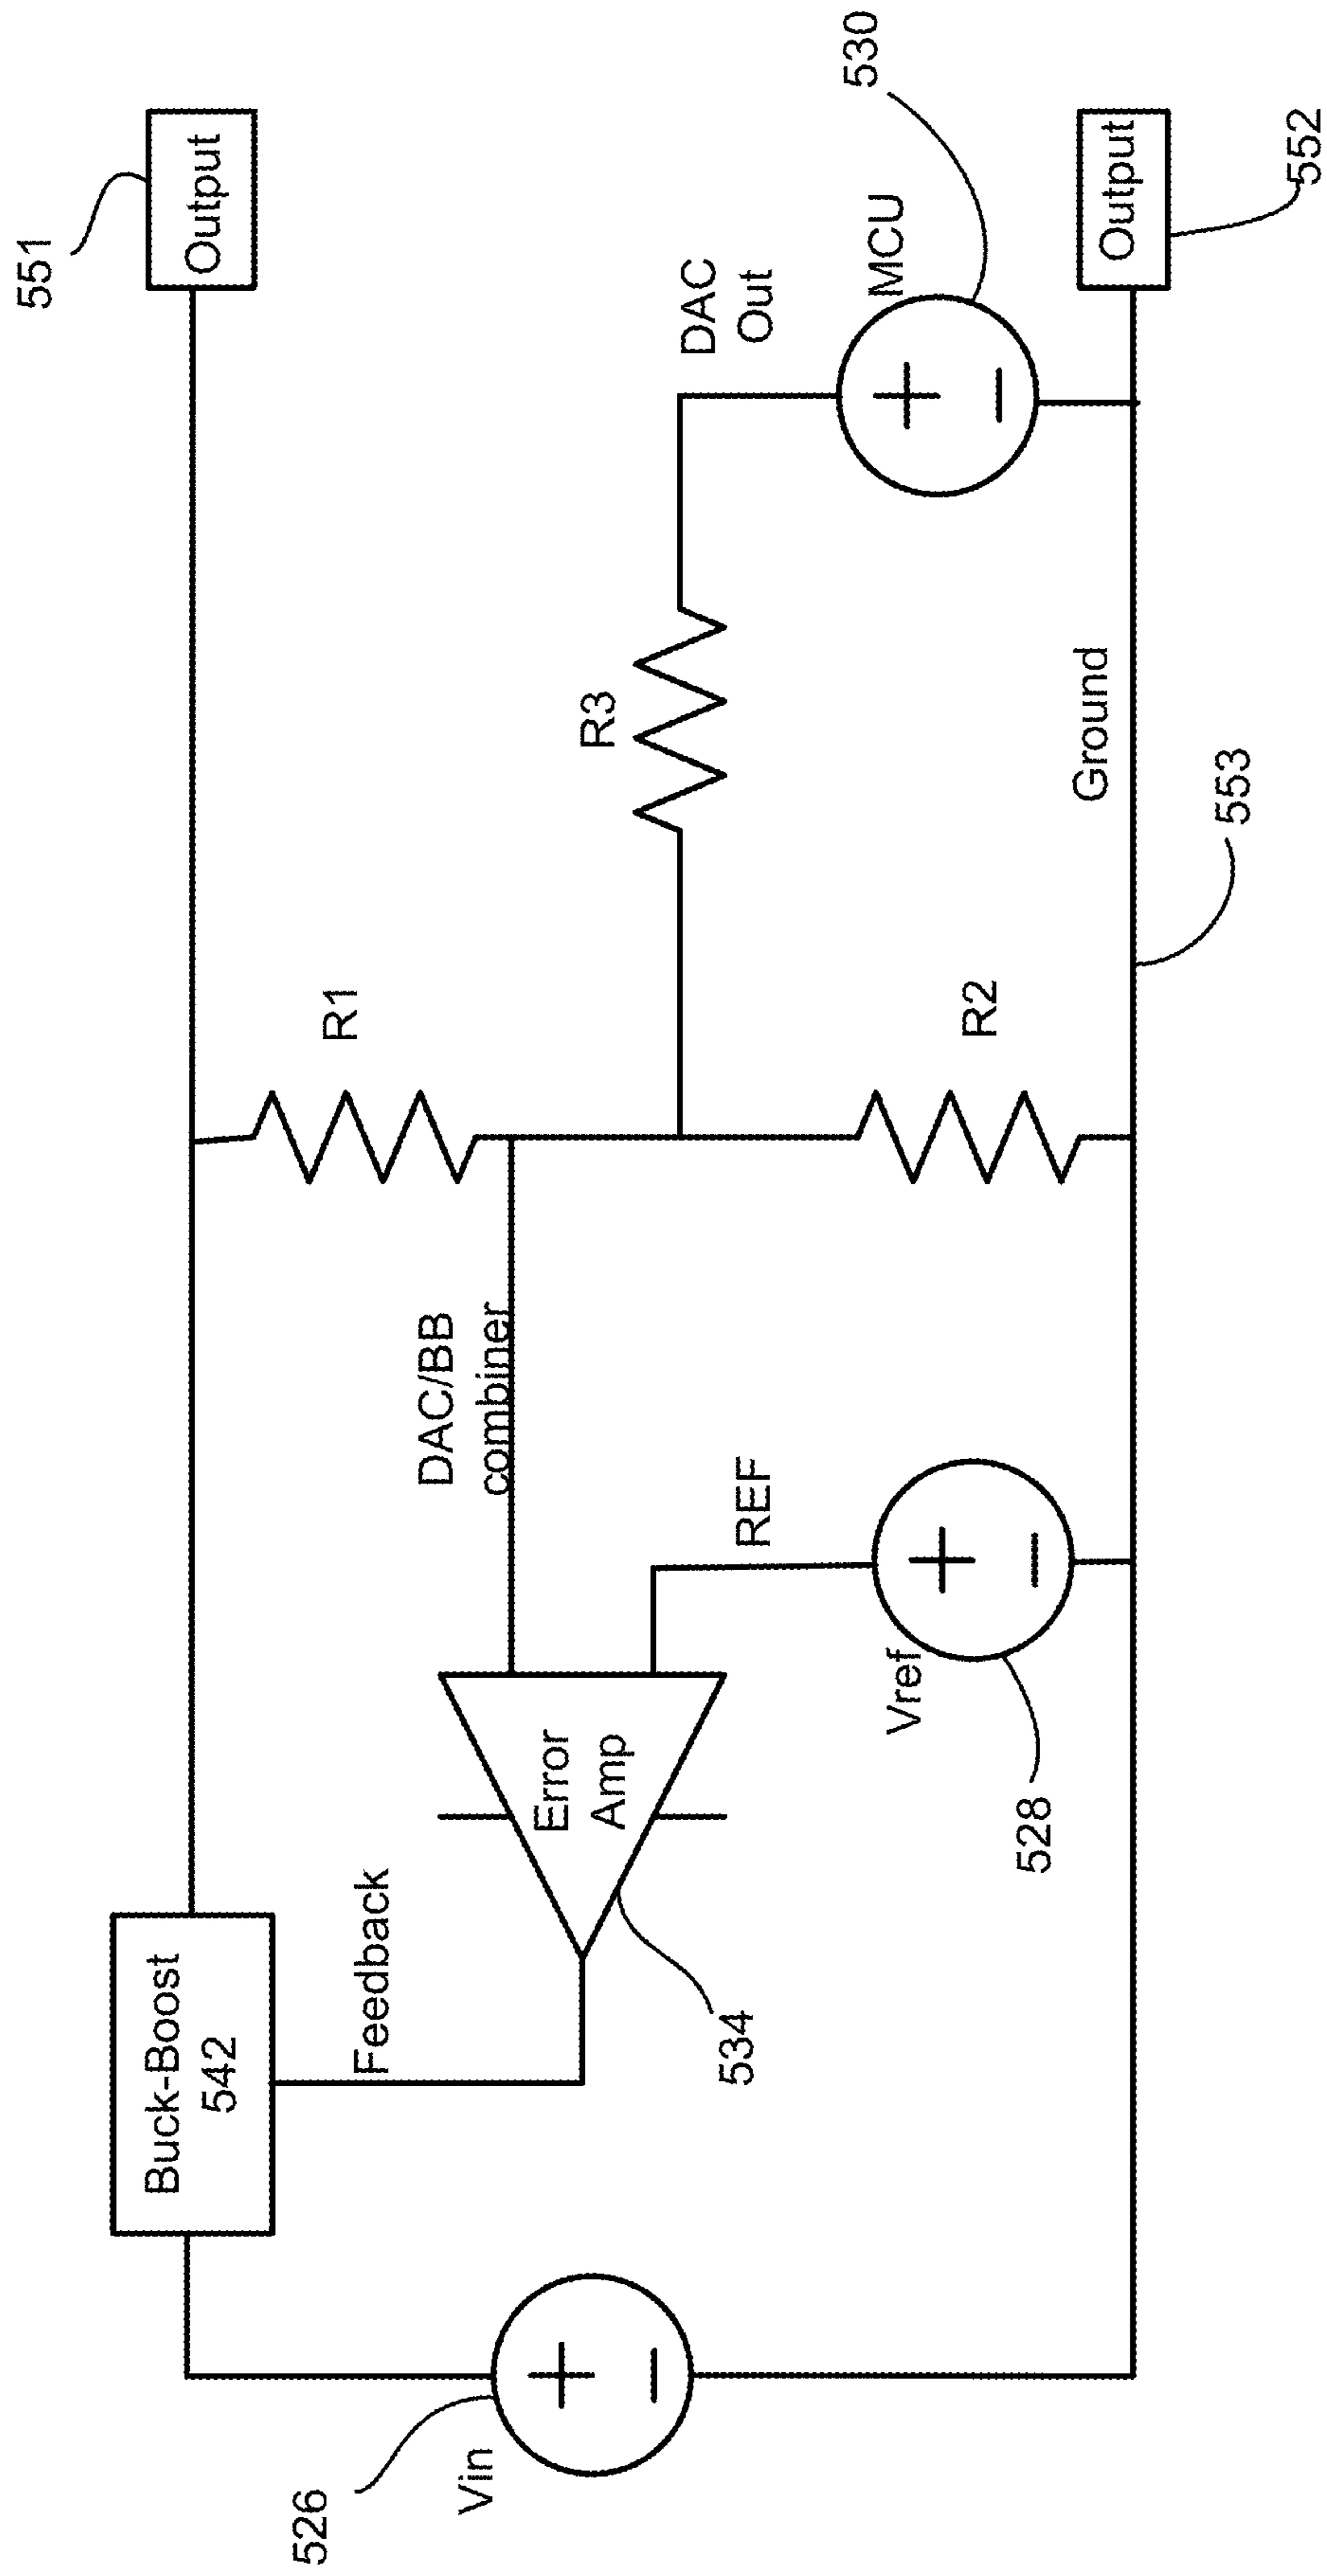 551
Output
Buck-Boost
542
R1
Feedback
DAC/BB
combiner
Error
Amp
534
REF
R3
DAC
Out
MCU
530
526
Vin
Vref
528
R2
Ground
553
Output
552